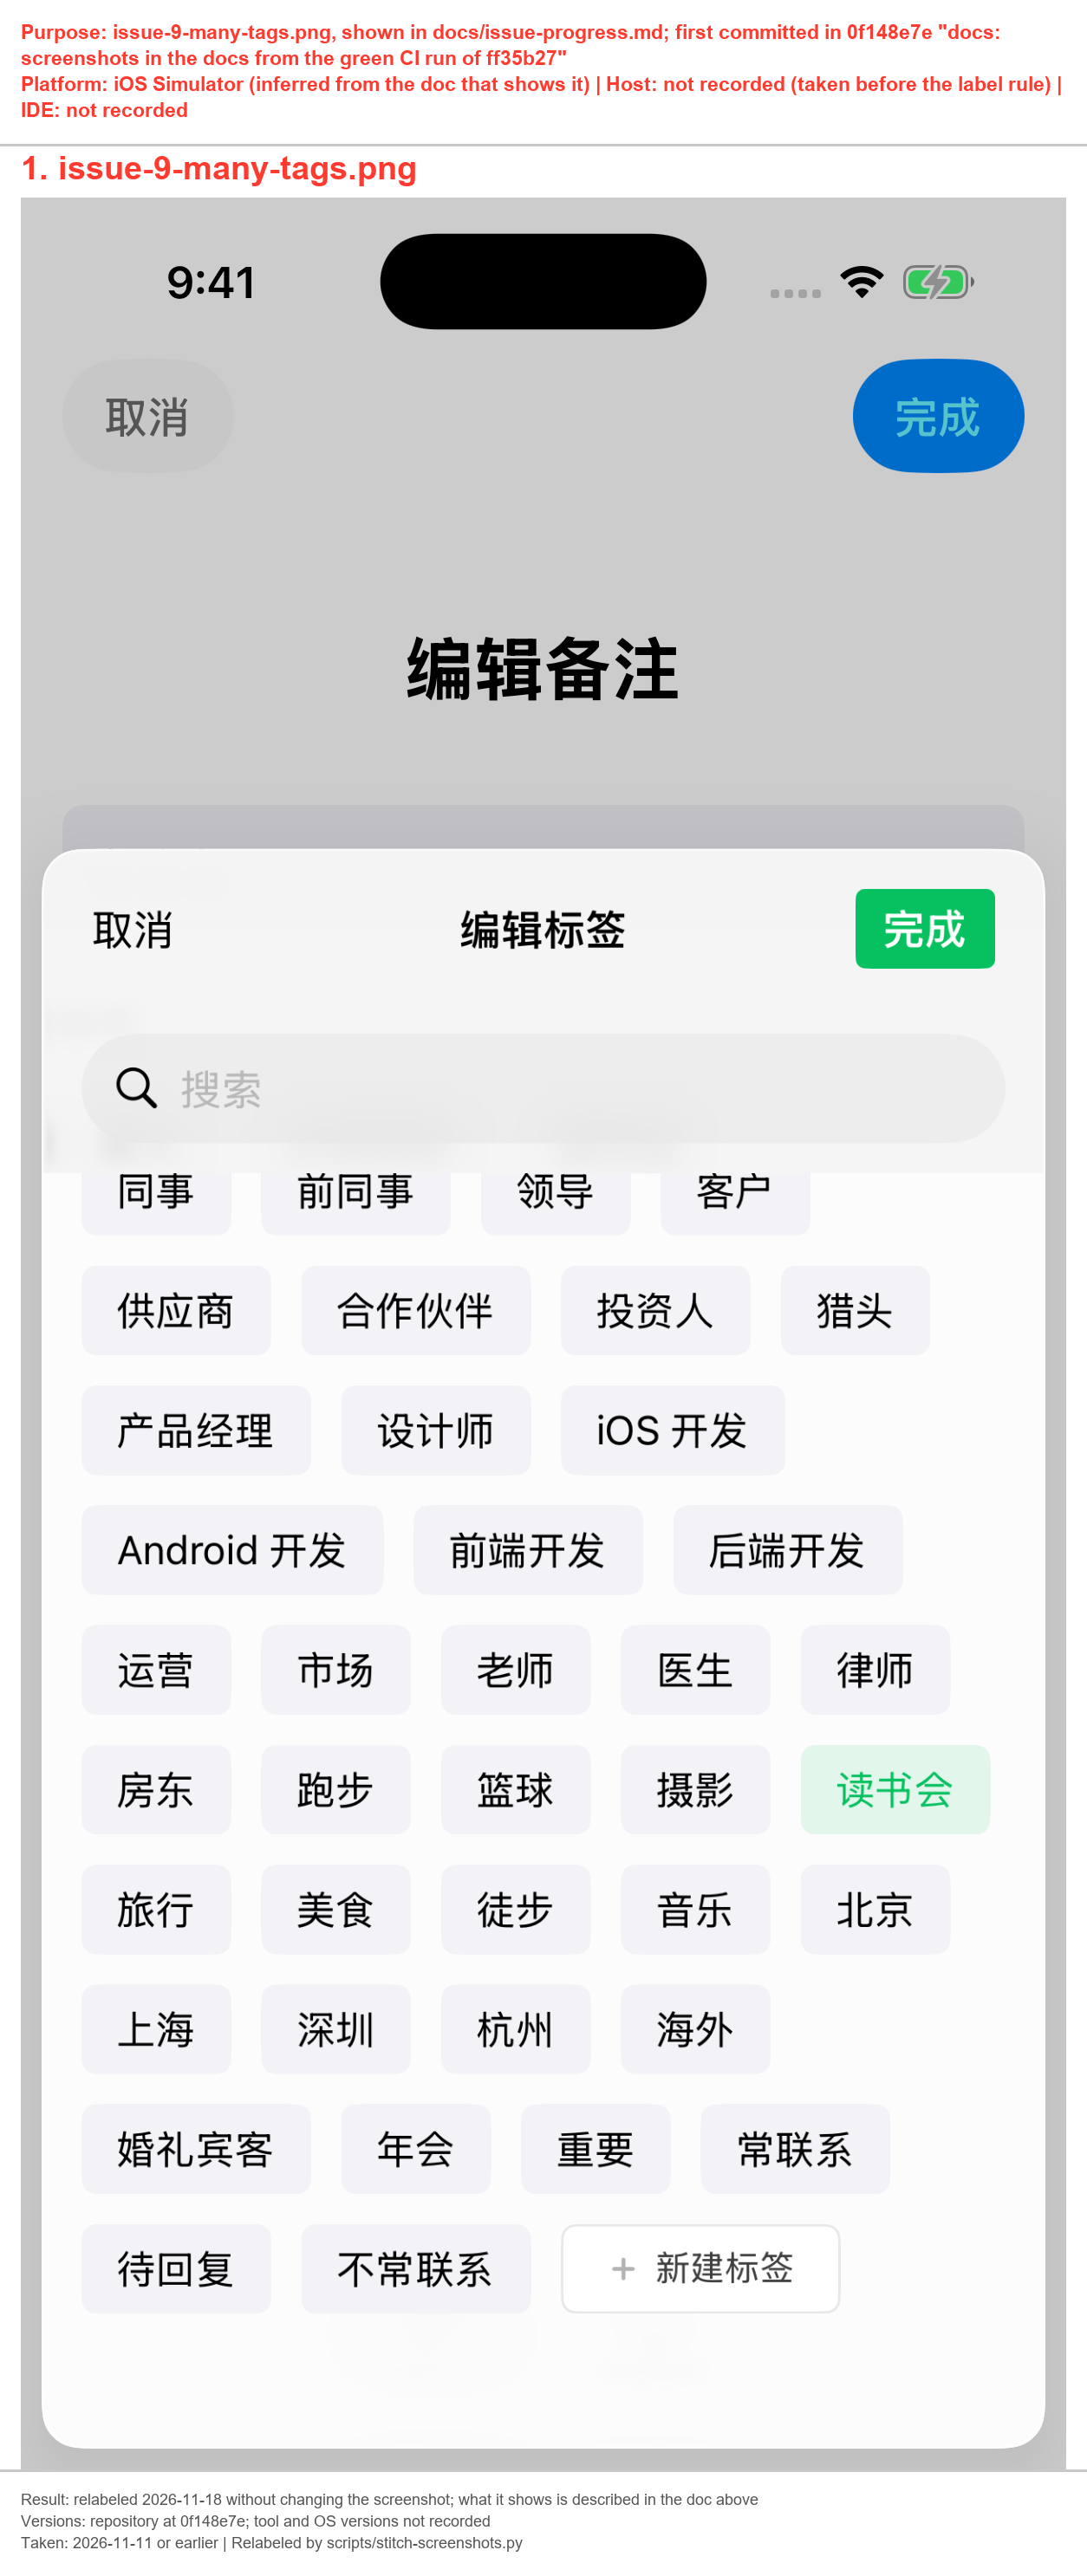 Purpose: issue-9-many-tags.png, shown in docs/issue-progress.md; first committed in 0f148e7e "docs:
screenshots in the docs from the green CI run of ff35b27"
Platform: iOS Simulator (inferred from the doc that shows it) | Host: not recorded (taken before the label rule) |
IDE: not recorded
1. issue-9-many-tags.png
9:41
取消 完成
编辑备注
取消 编辑标签 完成
搜索
同事 前同事 领导 客户
供应商 合作伙伴 投资人 猎头
产品经理 设计师 iOS 开发
Android 开发 前端开发 后端开发
运营 市场 老师 医生 律师
房东 跑步 篮球 摄影 读书会
旅行 美食 徒步 音乐 北京
上海 深圳 杭州 海外
婚礼宾客 年会 重要 常联系
待回复 不常联系 + 新建标签
Result: relabeled 2026-11-18 without changing the screenshot; what it shows is described in the doc above
Versions: repository at 0f148e7e; tool and OS versions not recorded
Taken: 2026-11-11 or earlier | Relabeled by scripts/stitch-screenshots.py